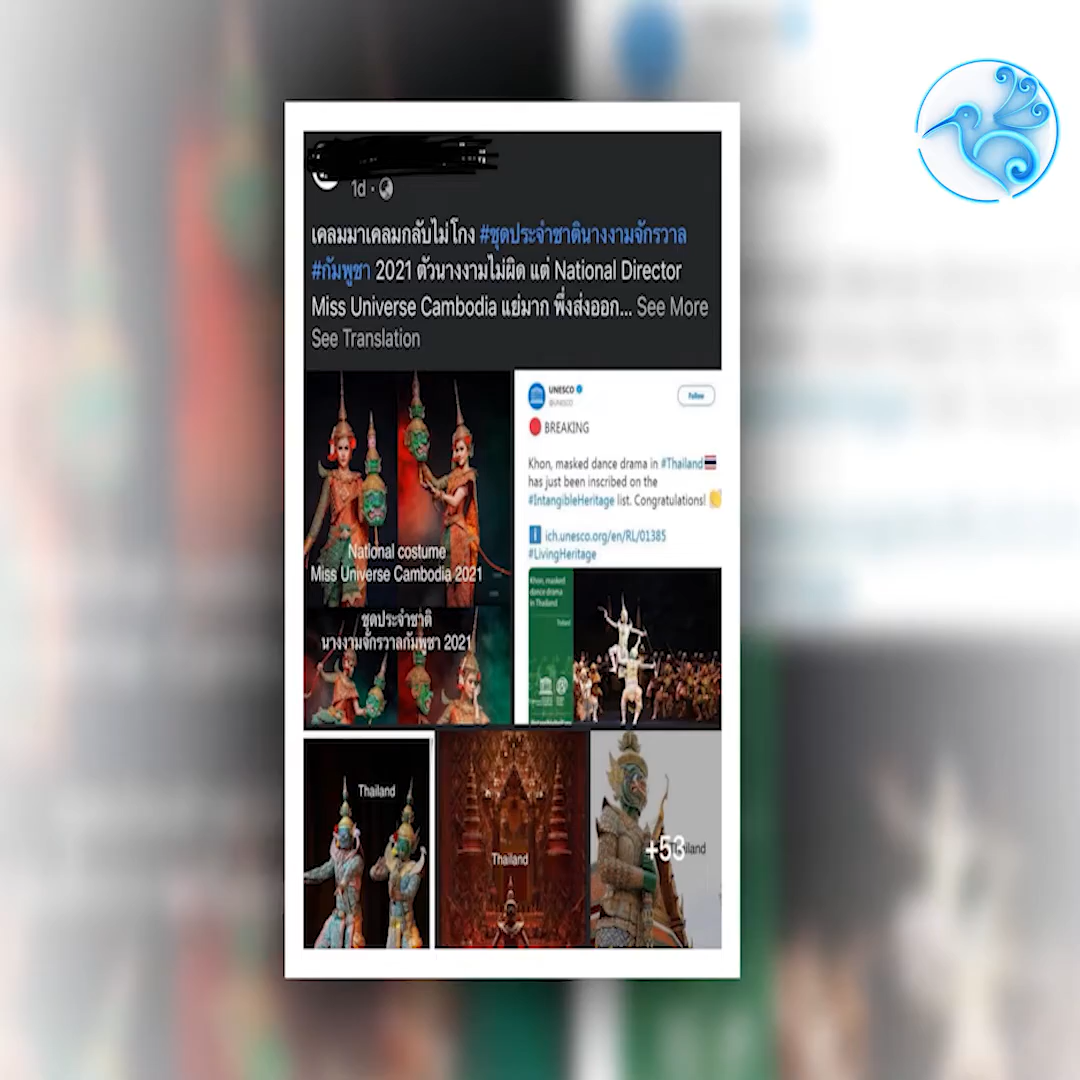 1d ·
เคลมมาเคลมกลับไม่โกง #ชุดประจำชาตินางงามจักรวาล
#กัมพูชา 2021 ตัวนางงามไม่ผิด แต่ National Director
Miss Universe Cambodia แย่มาก พึ่งส่งออก... See More
See Translation
National costume
Miss Universe Cambodia 2021
ชุดประจำชาติ
นางงามจักรวาลกัมพูชา 2021
UNESCO
@UNESCO
Follow
BREAKING
Khon, masked dance drama in #Thailand
has just been inscribed on the
#IntangibleHeritage list. Congratulations!
ich.unesco.org/en/RL/01385
#LivingHeritage
Khon, masked
dance drama
in Thailand
Thailand
Thailand
Thailand
+53
Thailand